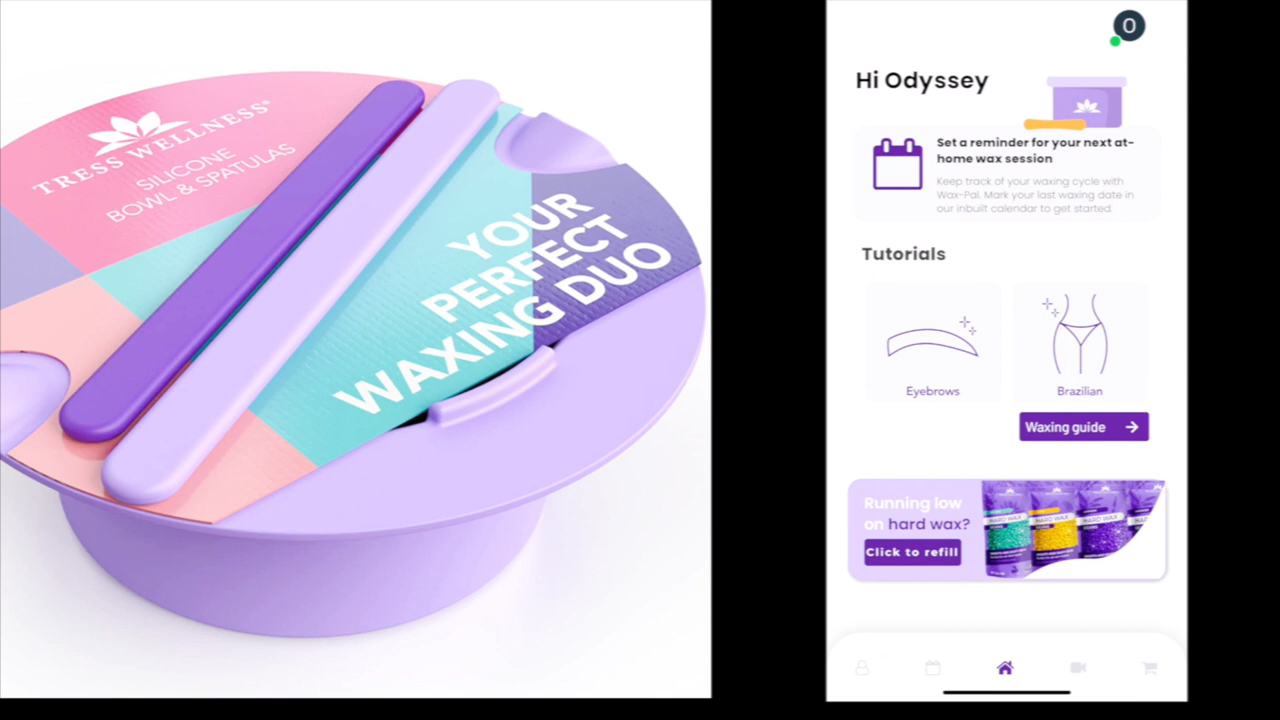 TRESS WELLNESS®
SILICONE
BOWL & SPATULAS
YOUR
PERFECT
WAXING DUO
O
Hi Odyssey
Set a reminder for your next at-
home wax session
Keep track of your waxing cycle with
Wax-Pal. Mark your last waxing date in
our inbuilt calendar to get started.
Tutorials
Eyebrows
Brazilian
Waxing guide
Running low
on hard wax?
Click to refill
HARD WAX
HARD WAX
HARD WAX